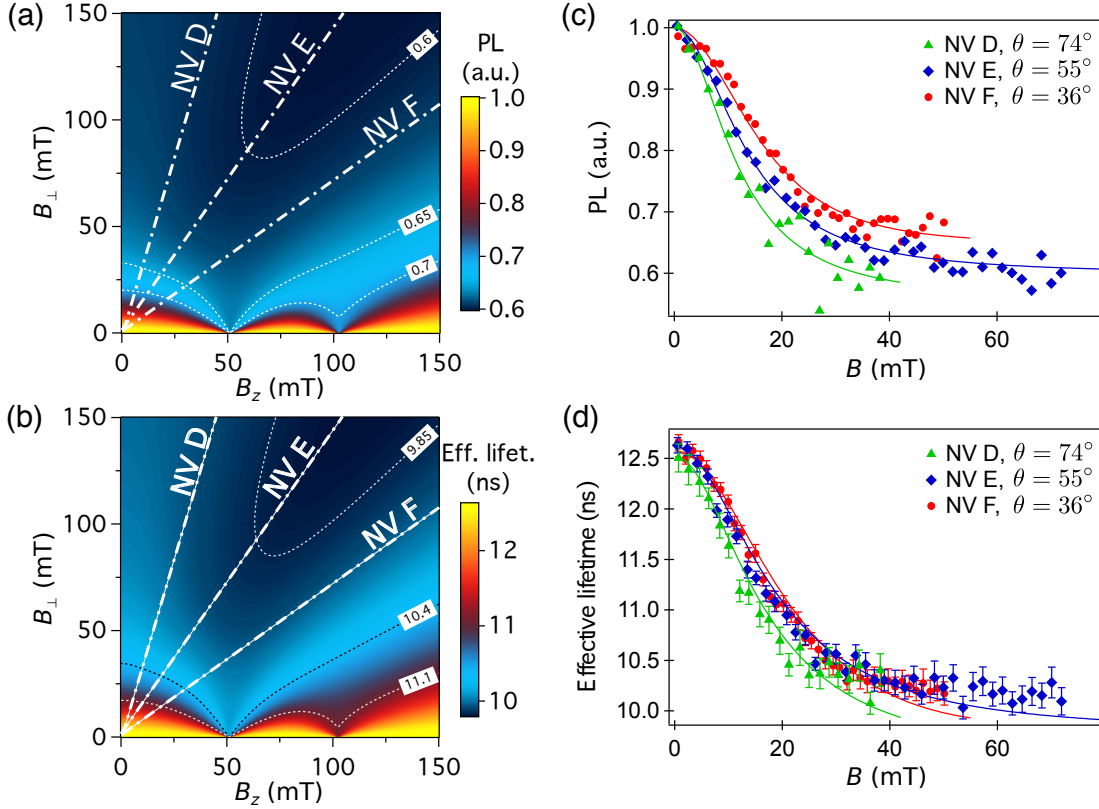 (a)
150
100
50
0
B⊥ (mT)
0
50
100
150
Bz (mT)
NV D
NV E
NV F
0.6
0.65
0.7
PL
(a.u.)
1.0
0.9
0.8
0.7
0.6
(b)
150
100
50
0
B⊥ (mT)
0
50
100
150
Bz (mT)
NV D
NV E
NV F
9.85
10.4
11.1
Eff. lifet.
(ns)
12
11
10
(c)
1.0
0.9
0.8
0.7
0.6
PL (a.u.)
0
20
40
60
B (mT)
NV D, θ = 74°
NV E, θ = 55°
NV F, θ = 36°
(d)
12.5
12.0
11.5
11.0
10.5
10.0
Effective lifetime (ns)
0
20
40
60
B (mT)
NV D, θ = 74°
NV E, θ = 55°
NV F, θ = 36°